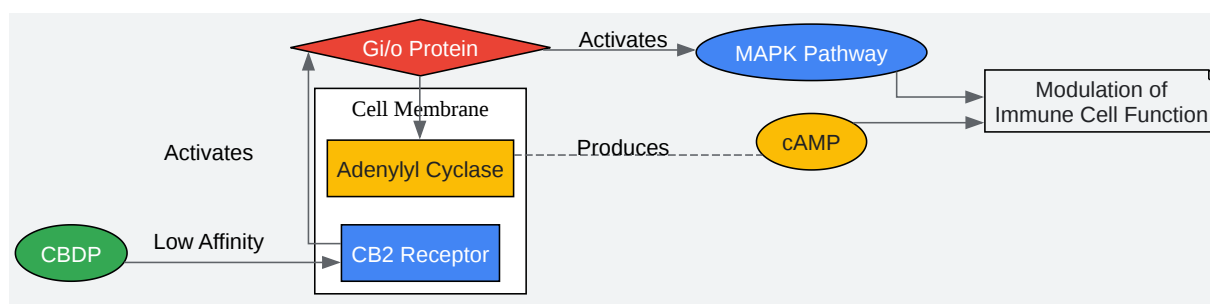 Gi/o Protein
Activates
MAPK Pathway
Modulation of
Immune Cell Function
Cell Membrane
Activates
Adenylyl Cyclase
Produces
cAMP
CBDP
Low Affinity
CB2 Receptor